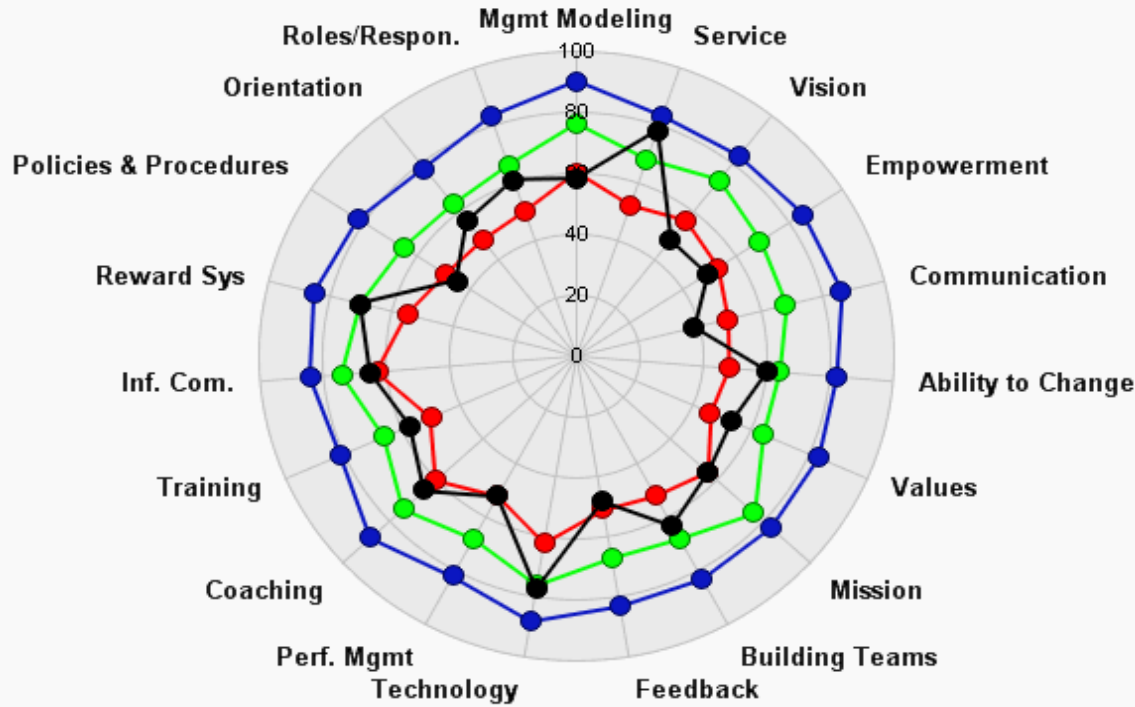 Mgmt Modeling
Service
Vision
Empowerment
Communication
Ability to Change
Values
Mission
Building Teams
Feedback
Technology
Perf. Mgmt
Coaching
Training
Inf. Com.
Reward Sys
Policies & Procedures
Orientation
Roles/Respon.
100
80
40
20
0